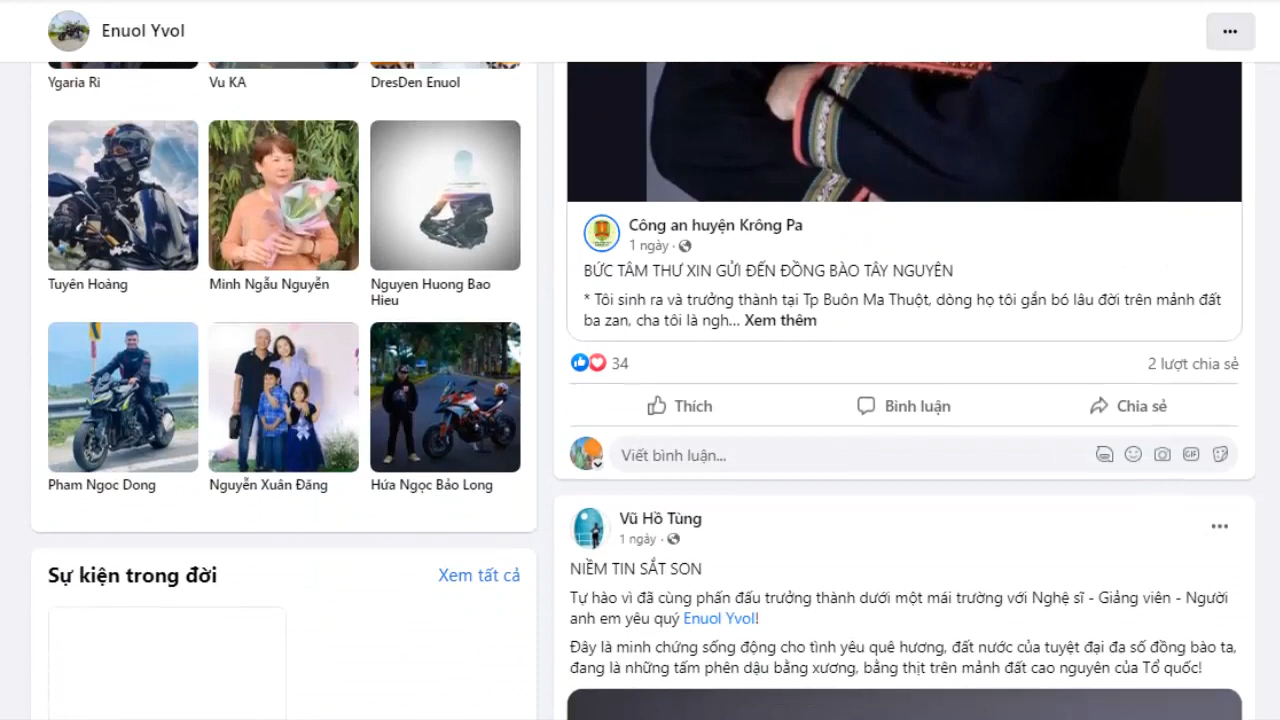 Enuol Yvol
Ygaria Ri
Vu KA
DresDen Enuol
Tuyên Hoàng
Minh Ngẫu Nguyễn
Nguyen Huong Bao
Hieu
Pham Ngoc Dong
Nguyễn Xuân Đăng
Hứa Ngọc Bảo Long
Sự kiện trong đời
Xem tất cả
Công an huyện Krông Pa
1 ngày ·
BỨC TÂM THƯ XIN GỬI ĐẾN ĐỒNG BÀO TÂY NGUYÊN
* Tôi sinh ra và trưởng thành tại Tp Buôn Ma Thuột, dòng họ tôi gắn bó lâu đời trên mảnh đất
ba zan, cha tôi là ngh... Xem thêm
34
2 lượt chia sẻ
Thích
Bình luận
Chia sẻ
Viết bình luận...
GIF
Vũ Hồ Tùng
1 ngày ·
NIỀM TIN SẮT SON
Tự hào vì đã cùng phấn đấu trưởng thành dưới một mái trường với Nghệ sĩ - Giảng viên - Người
anh em yêu quý Enuol Yvol!
Đây là minh chứng sống động cho tình yêu quê hương, đất nước của tuyệt đại đa số đồng bào ta,
đang là những tấm phên dậu bằng xương, bằng thịt trên mảnh đất cao nguyên của Tổ quốc!